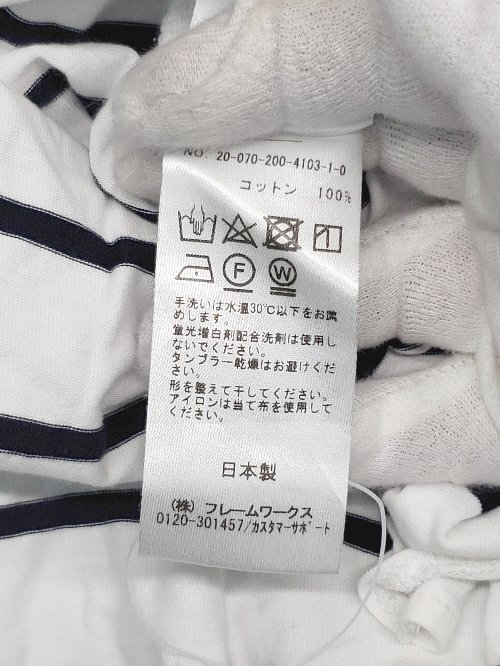 NO. 20-070-200-4103-1-0
コットン 100%
F W
手洗いは水温30℃以下をお薦
めします。
蛍光増白剤配合洗剤は使用し
ないでください。
タンブラー乾燥はお避けくだ
さい。
形を整えて干してください。
アイロンは当て布を使用して
ください。
日本製
(株) フレームワークス
0120-301457/カスタマーサポート